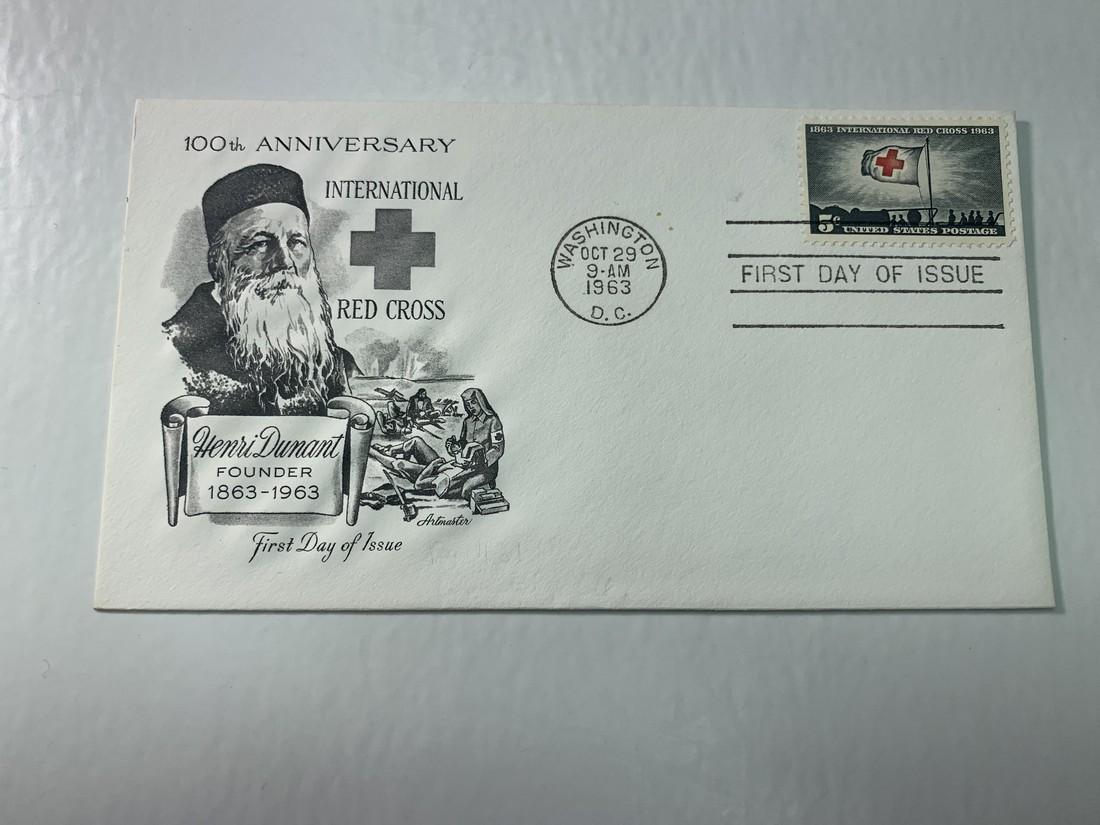 100th ANNIVERSARY
INTERNATIONAL
RED CROSS
Henri Dunant
FOUNDER
1863-1963
Artmaster
First Day of Issue
WASHINGTON
OCT 29
9-AM
1963
D.C.
1863 INTERNATIONAL RED CROSS 1963
5c UNITED STATES POSTAGE
FIRST DAY OF ISSUE